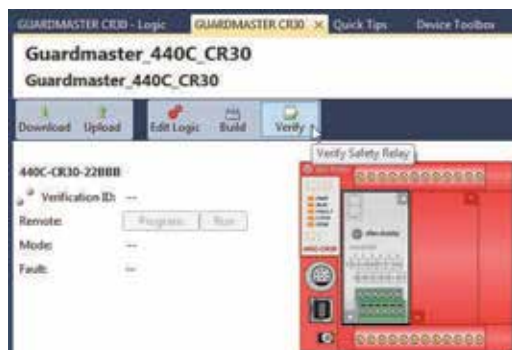 GUARDMASTER CR30 - Logic GUARDMASTER CR30 × Quick Tips Device Toolbox
Guardmaster_440C_CR30
Guardmaster_440C_CR30
Download Upload Edit Logic Build Verify
Verify Safety Relay
440C-CR30-22BBB
Verification ID: --
Remote: Program Run
Mode: --
Fault: --